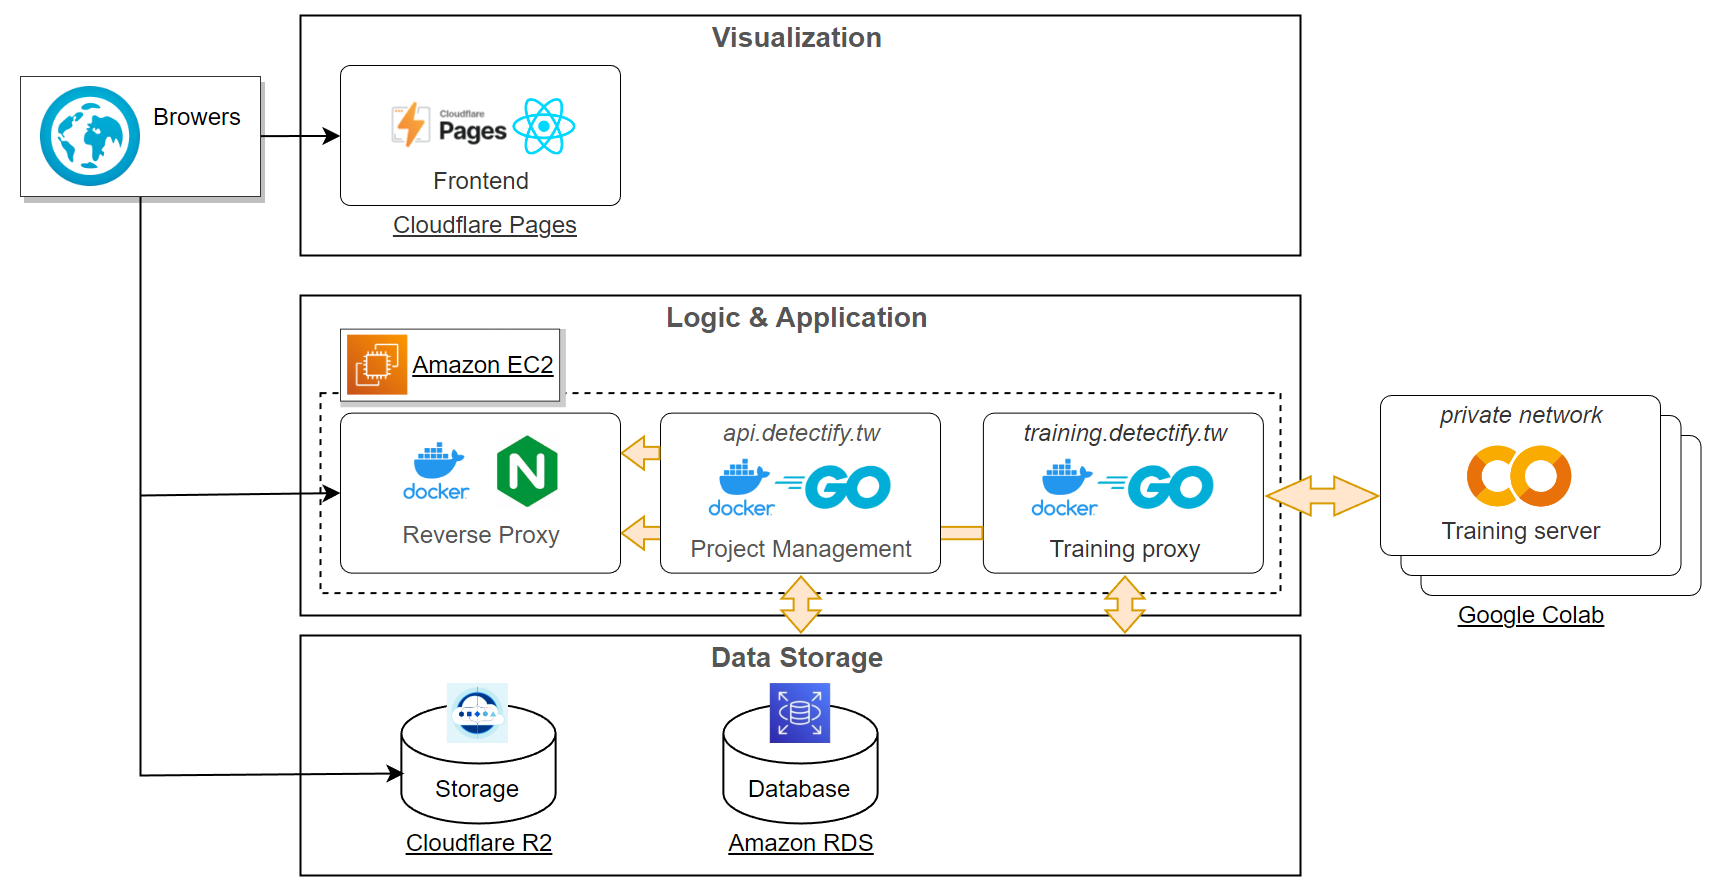 Visualization
Browers
Cloudflare
Pages
Frontend
Cloudflare Pages
Logic & Application
Amazon EC2
docker
N
Reverse Proxy
api.detectify.tw
docker
GO
Project Management
training.detectify.tw
docker
GO
Training proxy
private network
CO
Training server
Google Colab
Data Storage
Storage
Cloudflare R2
Database
Amazon RDS